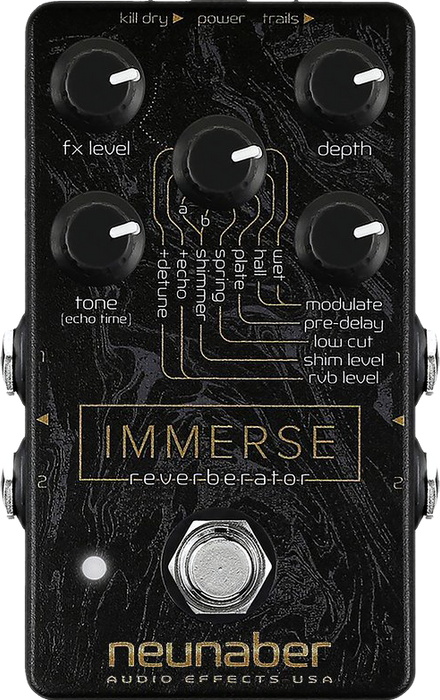 kill dry ▶ power trails ▶
fx level
depth
a
b
+detune
+echo
shimmer
spring
plate
hall
wet
tone
[echo time]
modulate
pre-delay
low cut
shim level
rvb level
1
1
IMMERSE
reverberator
2
2
neunaber
AUDIO EFFECTS USA